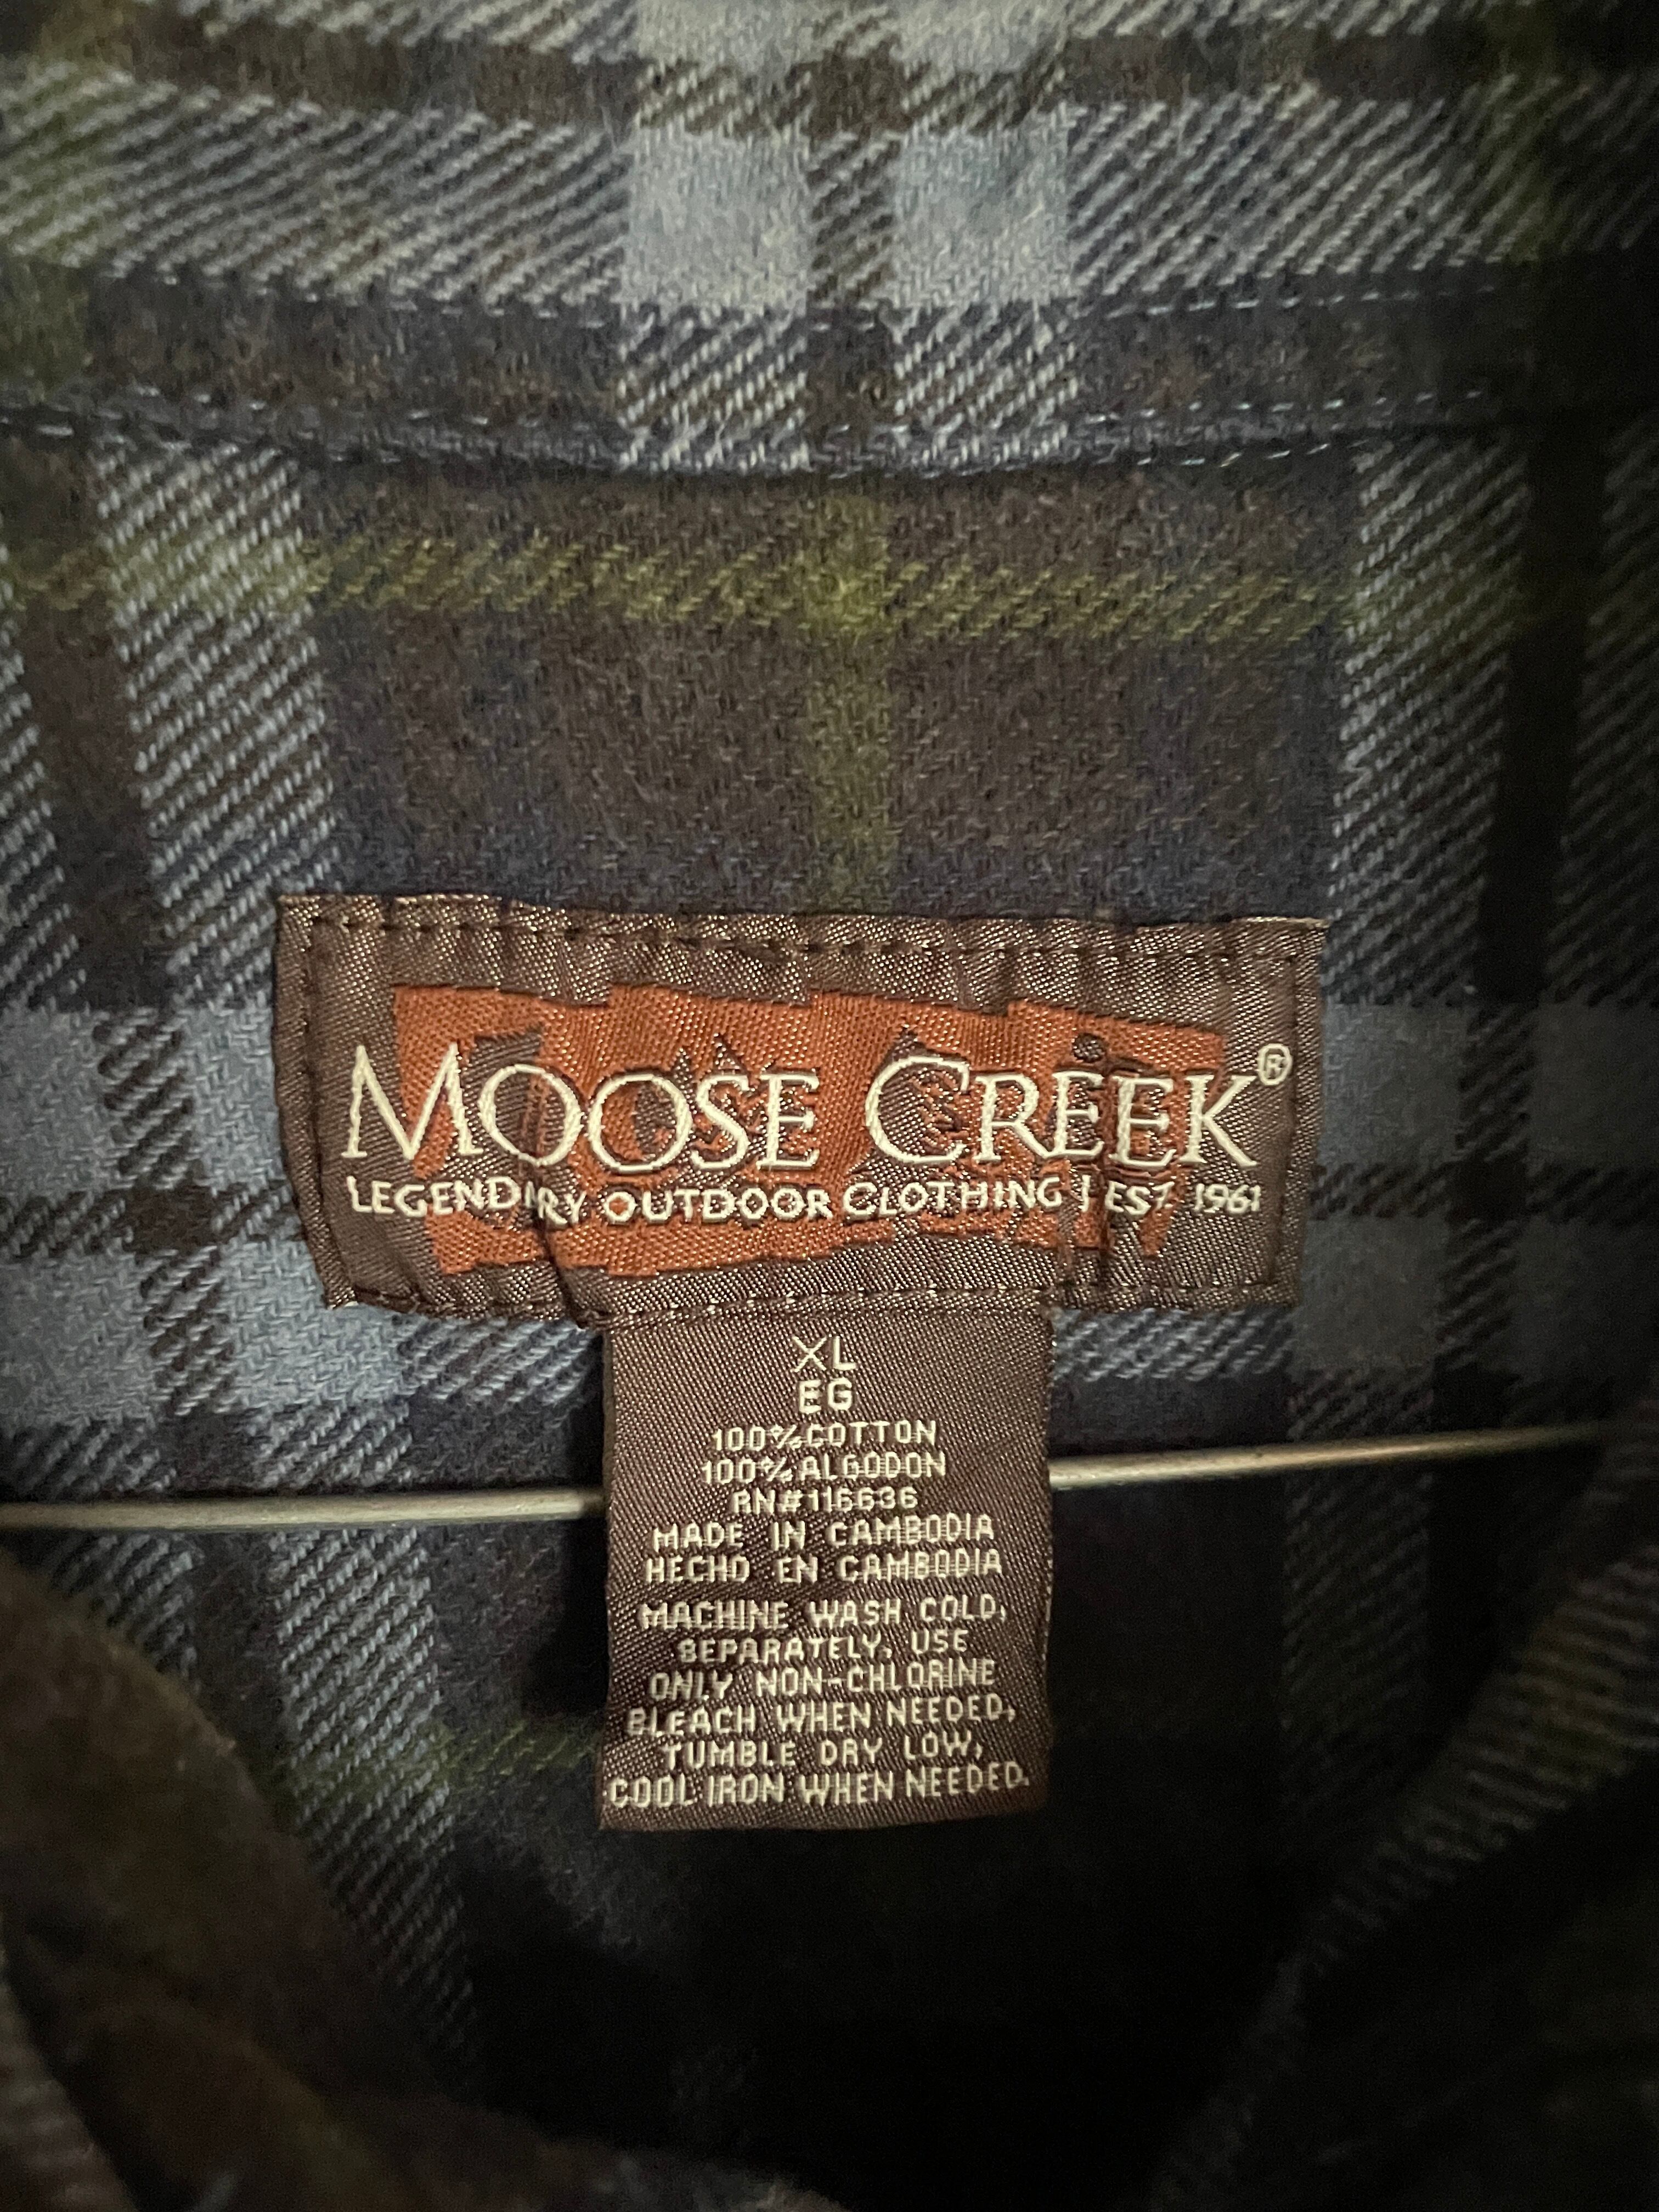 MOOSE CREEK®
LEGENDARY OUTDOOR CLOTHING | EST. 1961
XL
EG
100% COTTON
100% ALGODON
RN#116636
MADE IN CAMBODIA
HECHO EN CAMBODIA
MACHINE WASH COLD,
SEPARATELY, USE
ONLY NON-CHLORINE
BLEACH WHEN NEEDED,
TUMBLE DRY LOW,
COOL IRON WHEN NEEDED.